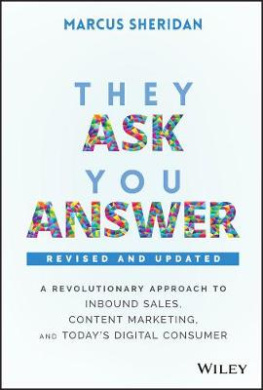 MARCUS SHERIDAN
THEY
ASK
YOU
ANSWER
REVISED AND UPDATED
A REVOLUTIONARY APPROACH TO
INBOUND SALES,
CONTENT MARKETING,
AND TODAY'S DIGITAL CONSUMER
WILEY